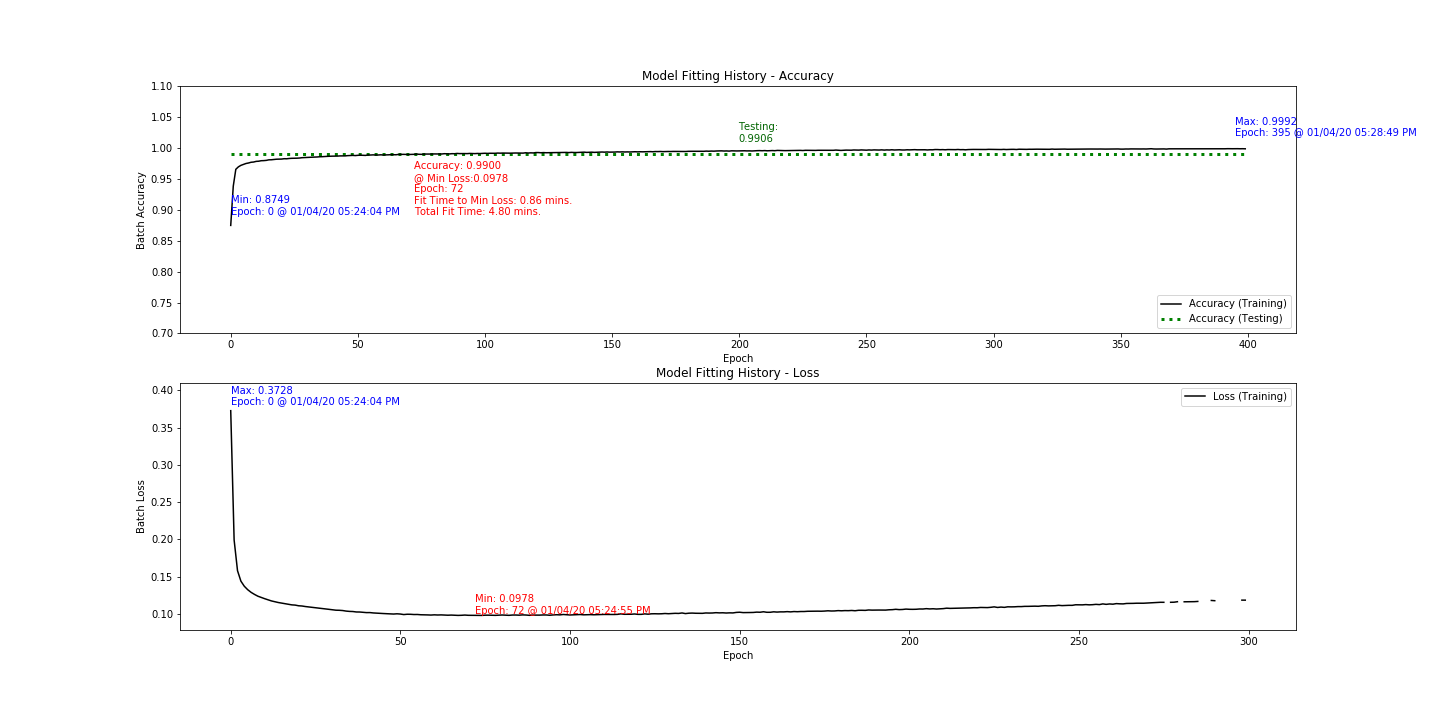 Model Fitting History - Accuracy
1.10
1.05
1.00
0.95
0.90
0.85
0.80
0.75
0.70
Batch Accuracy
Testing:
0.9906
Max: 0.9992
Epoch: 395 @ 01/04/20 05:28:49 PM
Accuracy: 0.9900
@ Min Loss:0.0978
Epoch: 72
Fit Time to Min Loss: 0.86 mins.
Total Fit Time: 4.80 mins.
Min: 0.8749
Epoch: 0 @ 01/04/20 05:24:04 PM
Accuracy (Training)
Accuracy (Testing)
0 50 100 150 200 250 300 350 400
Epoch
Model Fitting History - Loss
0.40
0.35
0.30
0.25
0.20
0.15
0.10
Batch Loss
Max: 0.3728
Epoch: 0 @ 01/04/20 05:24:04 PM
Loss (Training)
Min: 0.0978
Epoch: 72 @ 01/04/20 05:24:55 PM
0 50 100 150 200 250 300
Epoch